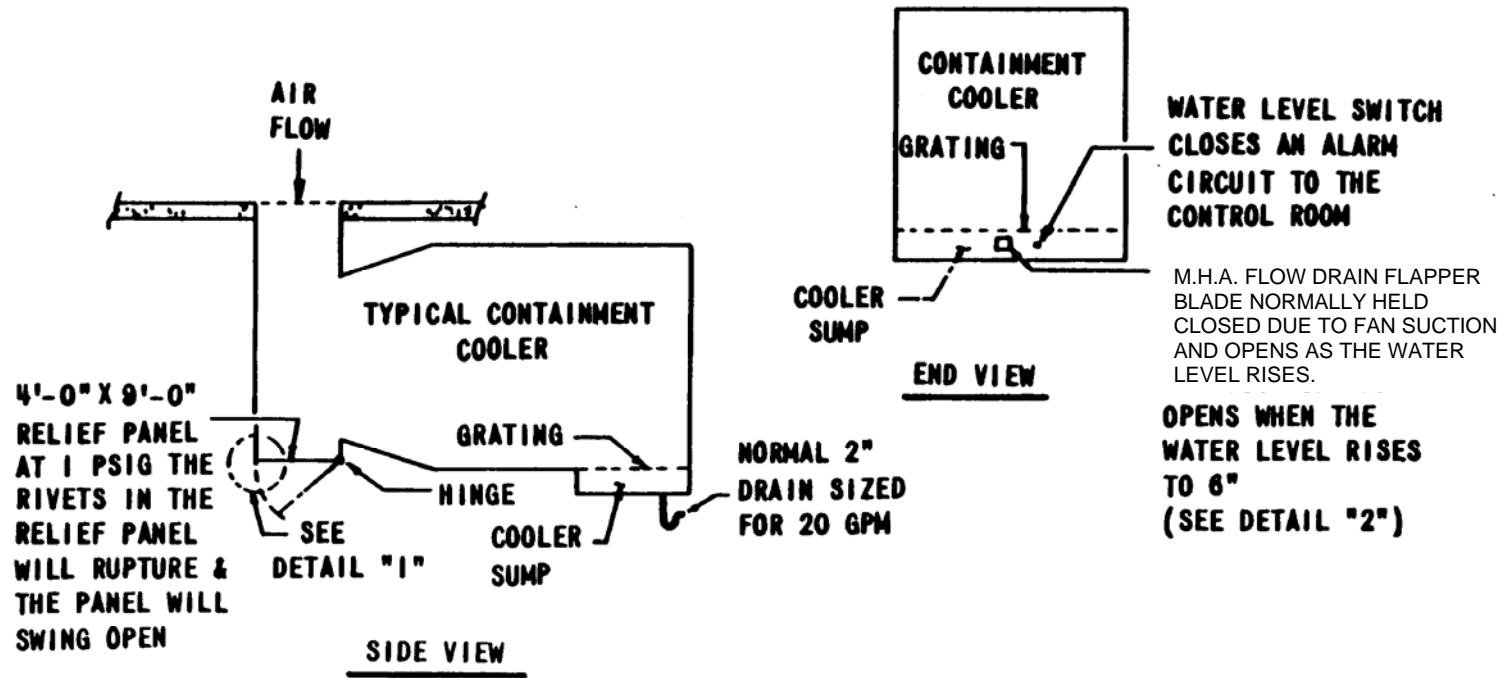 AIR
FLOW
TYPICAL CONTAINMENT
COOLER
4'-0" X 9'-0"
RELIEF PANEL
AT 1 PSIG THE
RIVETS IN THE
RELIEF PANEL
WILL RUPTURE &
THE PANEL WILL
SWING OPEN
SEE
DETAIL "1"
HINGE
GRATING
COOLER
SUMP
NORMAL 2"
DRAIN SIZED
FOR 20 GPM
SIDE VIEW
CONTAINMENT
COOLER
GRATING
COOLER
SUMP
END VIEW
WATER LEVEL SWITCH
CLOSES AN ALARM
CIRCUIT TO THE
CONTROL ROOM
M.H.A. FLOW DRAIN FLAPPER
BLADE NORMALLY HELD
CLOSED DUE TO FAN SUCTION
AND OPENS AS THE WATER
LEVEL RISES.
OPENS WHEN THE
WATER LEVEL RISES
TO 6"
(SEE DETAIL "2")